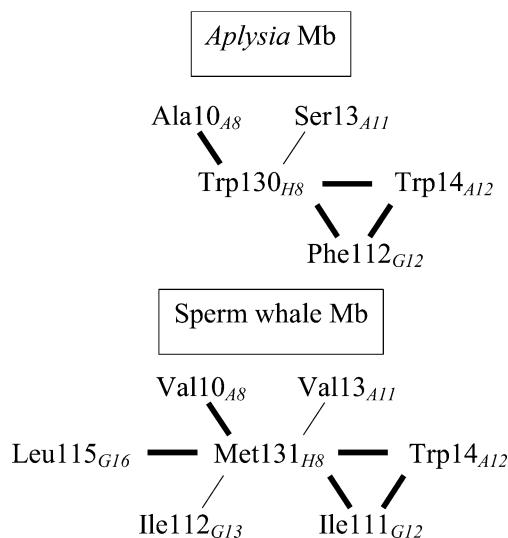 Aplysia Mb
Ala10A8 Ser13A11
Trp130H8 Trp14A12
Phe112G12
Sperm whale Mb
Val10A8 Val13A11
Leu115G16 Met131H8 Trp14A12
Ile112G13 Ile111G12